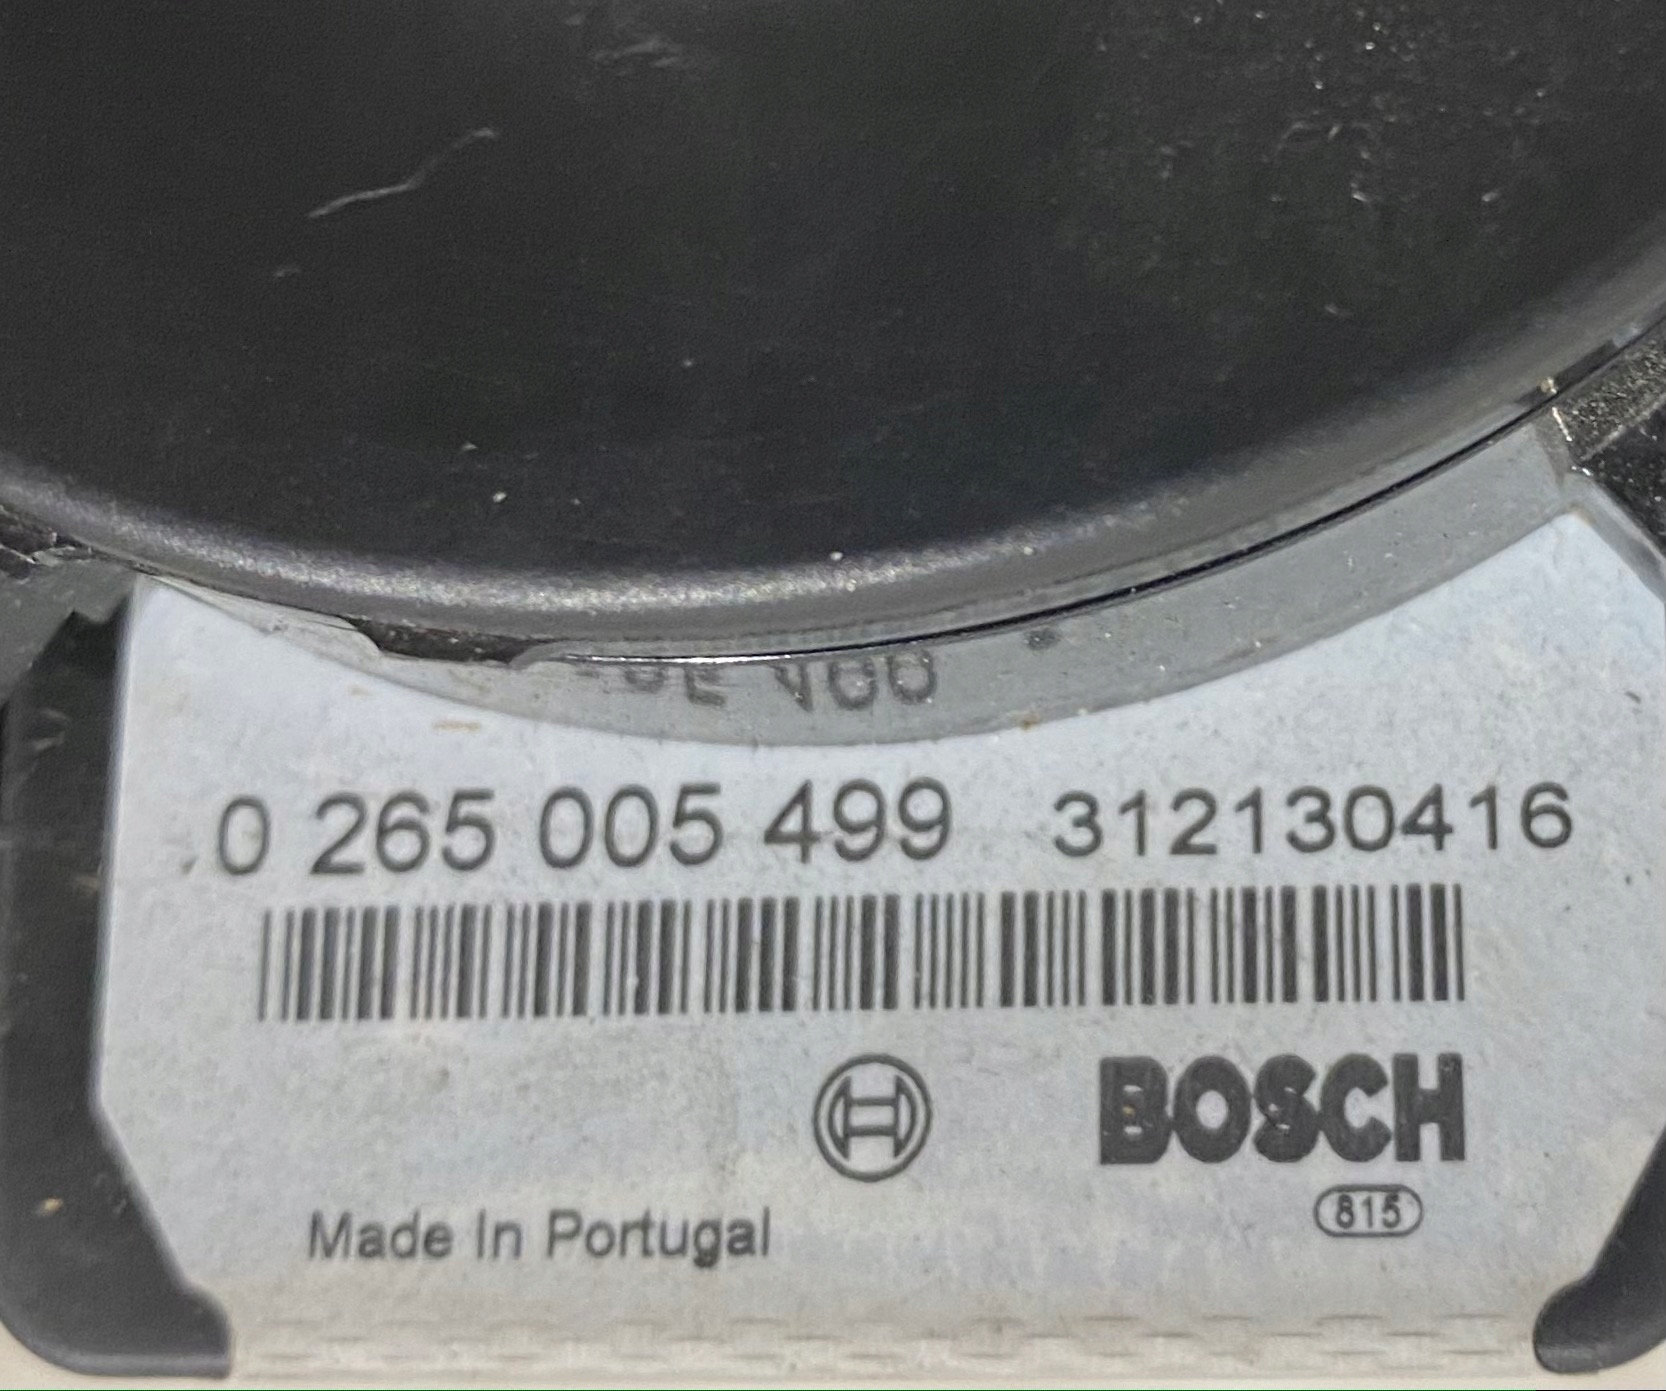 0 265 005 499 312130416
BOSCH
815
Made In Portugal